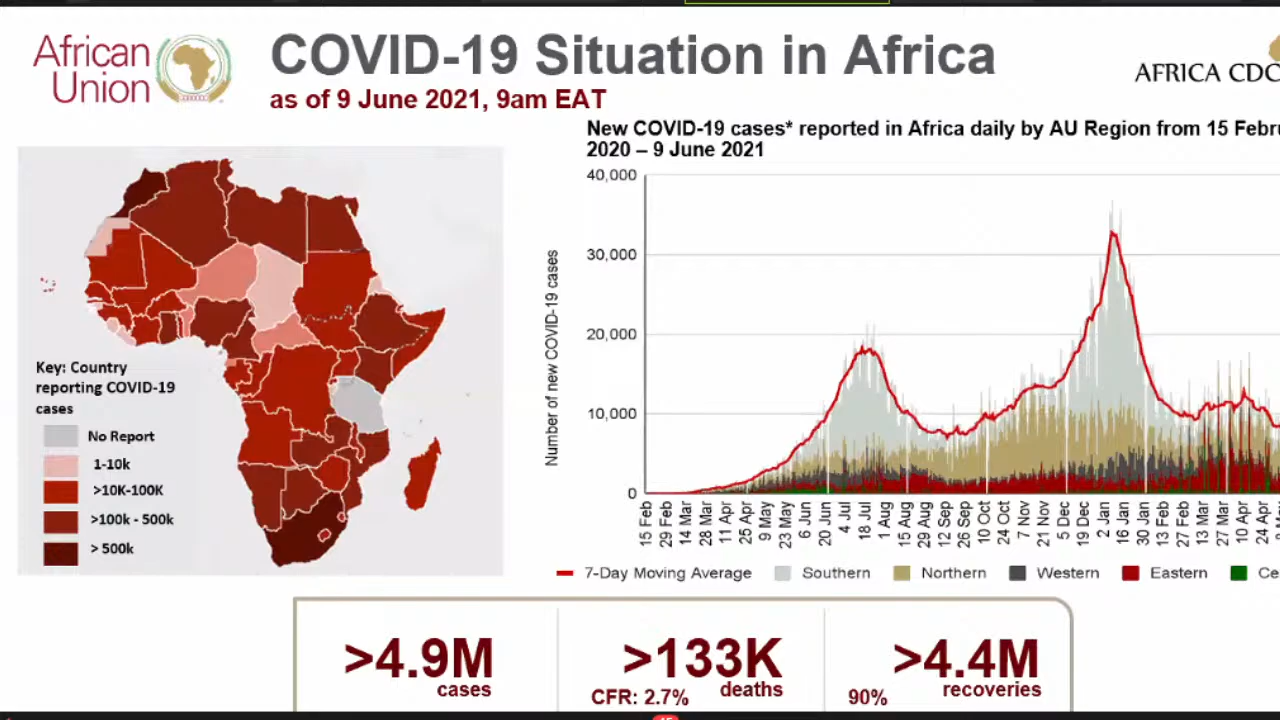 African
Union
COVID-19 Situation in Africa
as of 9 June 2021, 9am EAT
AFRICA CDC
New COVID-19 cases* reported in Africa daily by AU Region from 15 Febru
2020 – 9 June 2021
Key: Country
reporting COVID-19
cases
No Report
1-10k
>10K-100K
>100k - 500k
> 500k
Number of new COVID-19 cases
40,000
30,000
20,000
10,000
0
15 Feb
29 Feb
14 Mar
28 Mar
11 Apr
25 Apr
9 May
23 May
6 Jun
20 Jun
4 Jul
18 Jul
1 Aug
15 Aug
29 Aug
12 Sep
26 Sep
10 Oct
24 Oct
7 Nov
21 Nov
5 Dec
19 Dec
2 Jan
16 Jan
30 Jan
13 Feb
27 Feb
13 Mar
27 Mar
10 Apr
24 Apr
7-Day Moving Average Southern Northern Western Eastern Ce
>4.9M
cases
>133K
CFR: 2.7% deaths
>4.4M
90% recoveries